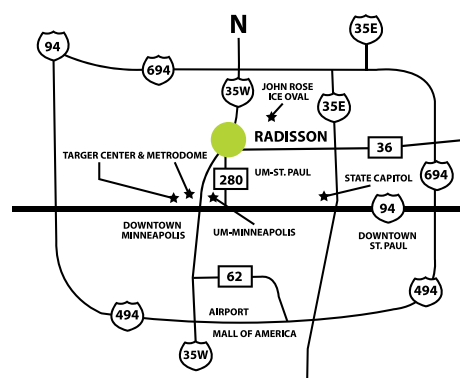 N
35E
94
694
35W
JOHN ROSE
ICE OVAL
35E
RADISSON
36
TARGER CENTER & METRODOME
UM-ST. PAUL
280
STATE CAPITOL
694
94
DOWNTOWN
MINNEAPOLIS
UM-MINNEAPOLIS
DOWNTOWN
ST. PAUL
62
494
AIRPORT
494
MALL OF AMERICA
35W